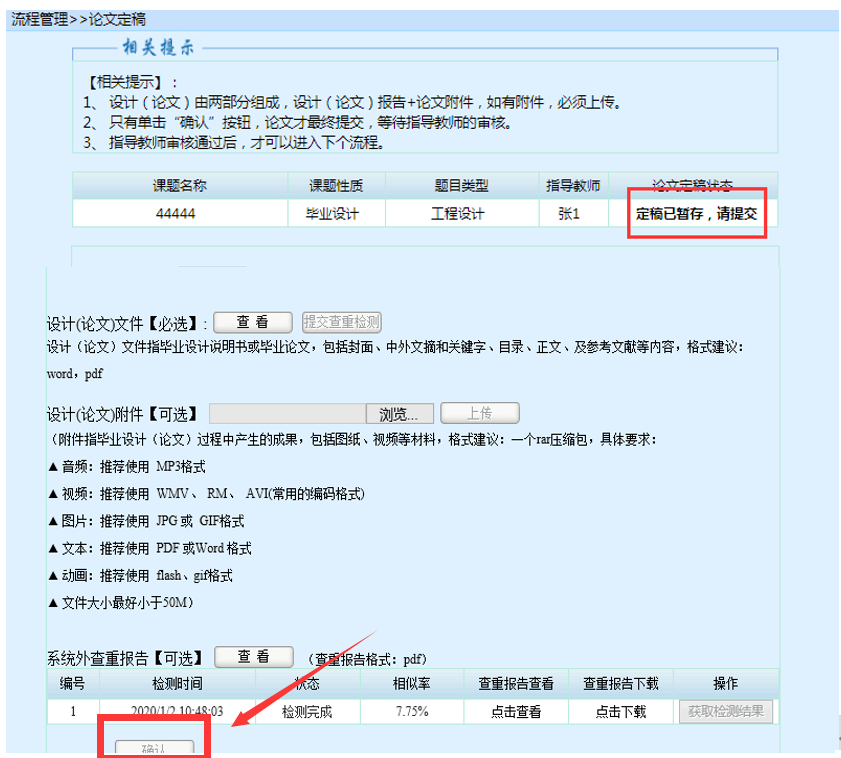 流程管理>>论文定稿
相关提示
【相关提示】:
1、 设计（论文）由两部分组成，设计（论文）报告+论文附件，如有附件，必须上传。
2、 只有单击“确认”按钮，论文才最终提交，等待指导教师的审核。
3、 指导教师审核通过后，才可以进入下个流程。
课题名称 课题性质 题目类型 指导教师 论文定稿状态
44444 毕业设计 工程设计 张1 定稿已暂存，请提交
设计(论文)文件【必选】: 查 看 提交查重检测
设计（论文）文件指毕业设计说明书或毕业论文，包括封面、中外文摘和关键字、目录、正文、及参考文献等内容，格式建议：
word，pdf
设计(论文)附件【可选】 浏览... 上传
（附件指毕业设计（论文）过程中产生的成果，包括图纸、视频等材料，格式建议：一个rar压缩包，具体要求：
▲音频：推荐使用 MP3格式
▲视频：推荐使用 WMV、 RM、 AVI(常用的编码格式)
▲图片：推荐使用 JPG 或 GIF格式
▲文本：推荐使用 PDF 或Word 格式
▲动画：推荐使用 flash、gif格式
▲文件大小最好小于50M）
系统外查重报告【可选】 查 看 （查重报告格式：pdf）
编号 检测时间 状态 相似率 查重报告查看 查重报告下载 操作
1 2020/1/2 10:48:03 检测完成 7.75% 点击查看 点击下载 获取检测结果
确认